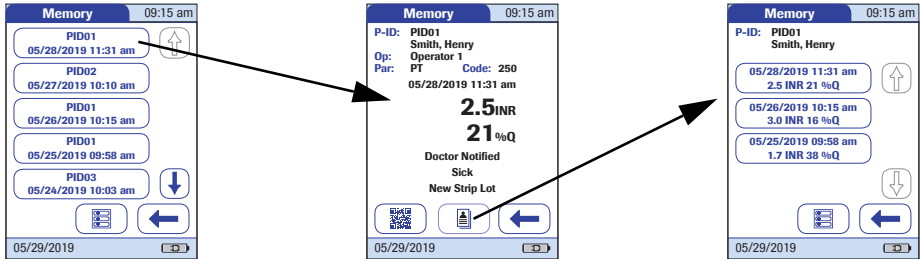 Memory 09:15 am
PID01
05/28/2019 11:31 am
PID02
05/27/2019 10:10 am
PID01
05/26/2019 10:15 am
PID01
05/25/2019 09:58 am
PID03
05/24/2019 10:03 am
05/29/2019
Memory 09:15 am
P-ID: PID01
Smith, Henry
Op: Operator 1
Par: PT Code: 250
05/28/2019 11:31 am
2.5INR
21%Q
Doctor Notified
Sick
New Strip Lot
05/29/2019
Memory 09:15 am
P-ID: PID01
Smith, Henry
05/28/2019 11:31 am
2.5 INR 21 %Q
05/26/2019 10:15 am
3.0 INR 16 %Q
05/25/2019 09:58 am
1.7 INR 38 %Q
05/29/2019